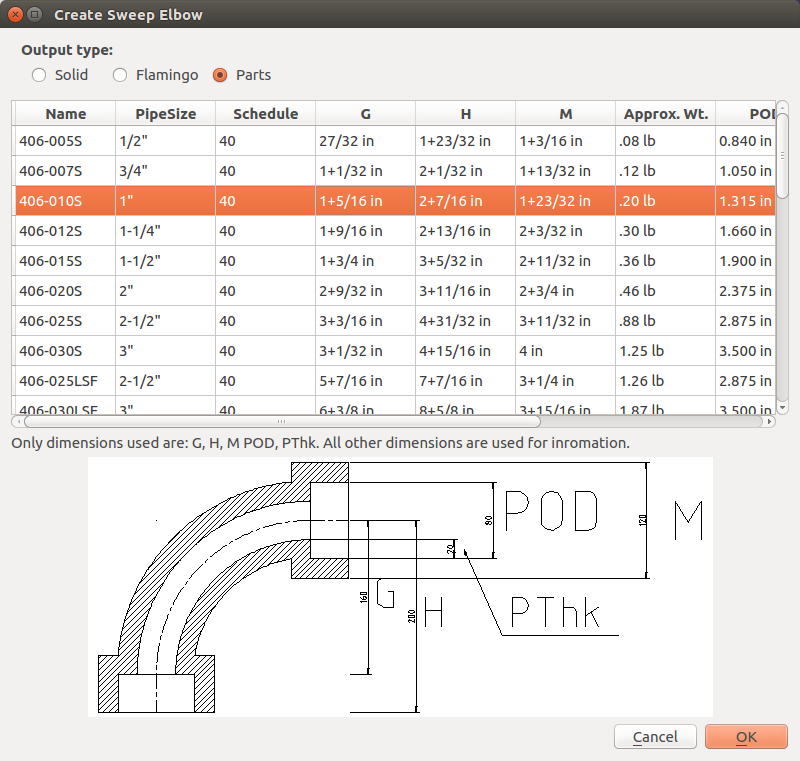 Create Sweep Elbow
Output type:
Solid Flamingo Parts
Name PipeSize Schedule G H M Approx. Wt. POD
406-005S 1/2" 40 27/32 in 1+23/32 in 1+3/16 in .08 lb 0.840 in
406-007S 3/4" 40 1+1/32 in 2+1/32 in 1+13/32 in .12 lb 1.050 in
406-010S 1" 40 1+5/16 in 2+7/16 in 1+23/32 in .20 lb 1.315 in
406-012S 1-1/4" 40 1+9/16 in 2+13/16 in 2+3/32 in .30 lb 1.660 in
406-015S 1-1/2" 40 1+3/4 in 3+5/32 in 2+11/32 in .36 lb 1.900 in
406-020S 2" 40 2+9/32 in 3+11/16 in 2+3/4 in .46 lb 2.375 in
406-025S 2-1/2" 40 3+3/16 in 4+31/32 in 3+11/32 in .88 lb 2.875 in
406-030S 3" 40 3+1/32 in 4+15/16 in 4 in 1.25 lb 3.500 in
406-025LSF 2-1/2" 40 5+7/16 in 7+7/16 in 3+1/4 in 1.26 lb 2.875 in
406-030LSF 3" 40 6+3/8 in 8+5/8 in 3+15/16 in 1.87 lb 3.500 in
Only dimensions used are: G, H, M POD, PThk. All other dimensions are used for inromation.
80 POD 120 M
20
160 G 200 H PThk
Cancel OK